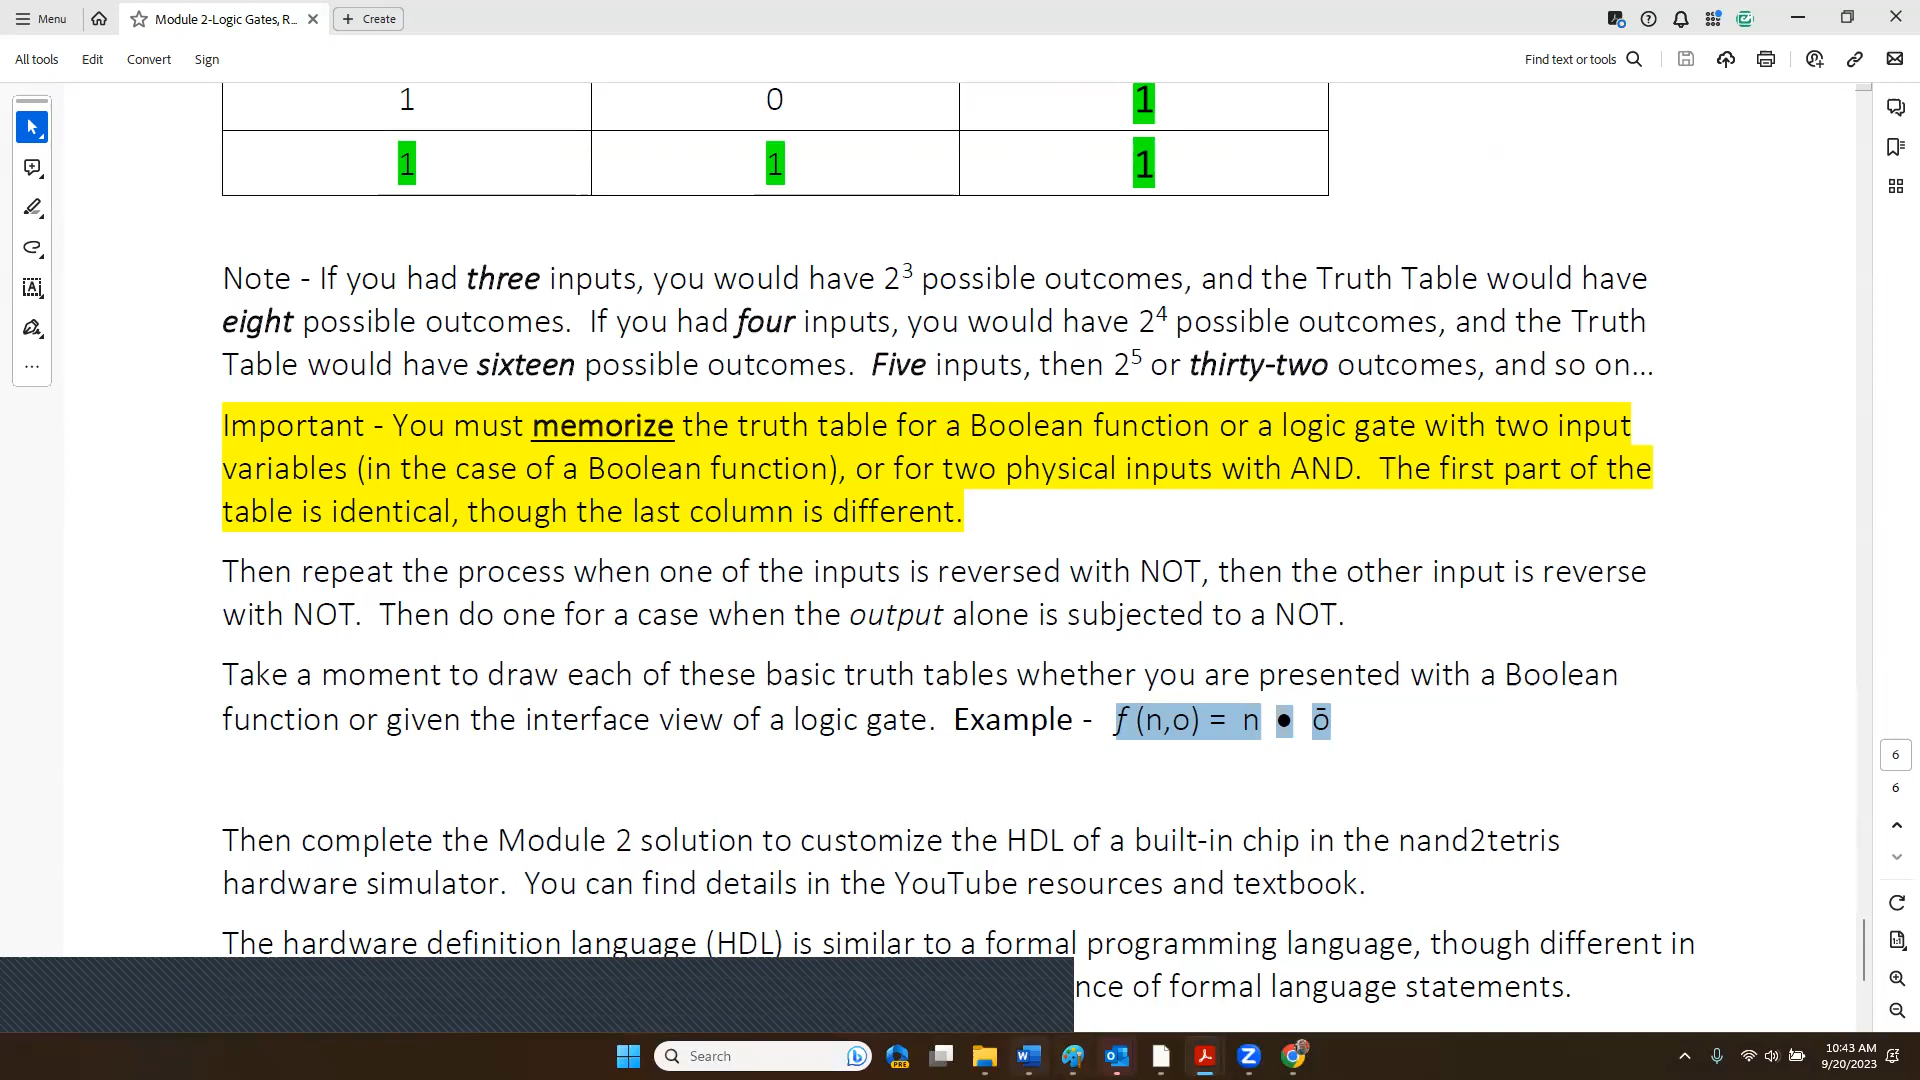 Menu
Module 2-Logic Gates, R...
Create
All tools
Edit
Convert
Sign
Find text or tools
1 0 1
1 1 1
Note - If you had three inputs, you would have 2³ possible outcomes, and the Truth Table would have
eight possible outcomes. If you had four inputs, you would have 2⁴ possible outcomes, and the Truth
Table would have sixteen possible outcomes. Five inputs, then 2⁵ or thirty-two outcomes, and so on...
Important - You must memorize the truth table for a Boolean function or a logic gate with two input
variables (in the case of a Boolean function), or for two physical inputs with AND. The first part of the
table is identical, though the last column is different.
Then repeat the process when one of the inputs is reversed with NOT, then the other input is reverse
with NOT. Then do one for a case when the output alone is subjected to a NOT.
Take a moment to draw each of these basic truth tables whether you are presented with a Boolean
function or given the interface view of a logic gate. Example - ƒ (n,o) = n ● ō
6
6
Then complete the Module 2 solution to customize the HDL of a built-in chip in the nand2tetris
hardware simulator. You can find details in the YouTube resources and textbook.
The hardware definition language (HDL) is similar to a formal programming language, though different in
nce of formal language statements.
Search
PRE
10:43 AM
9/20/2023